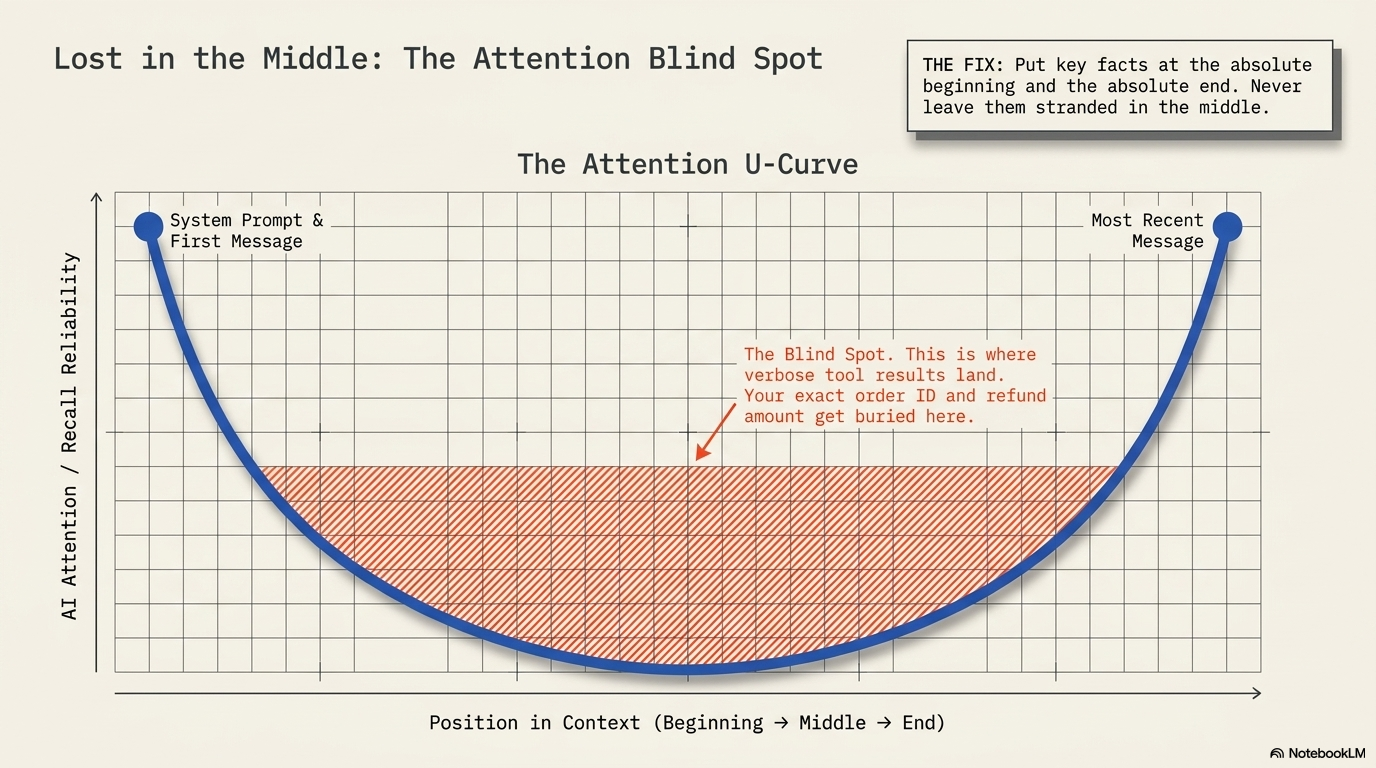 Lost in the Middle: The Attention Blind Spot
THE FIX: Put key facts at the absolute
beginning and the absolute end. Never
leave them stranded in the middle.
The Attention U-Curve
System Prompt &
First Message
Most Recent
Message
The Blind Spot. This is where
verbose tool results land.
Your exact order ID and refund
amount get buried here.
AI Attention / Recall Reliability
Position in Context (Beginning → Middle → End)
NotebookLM